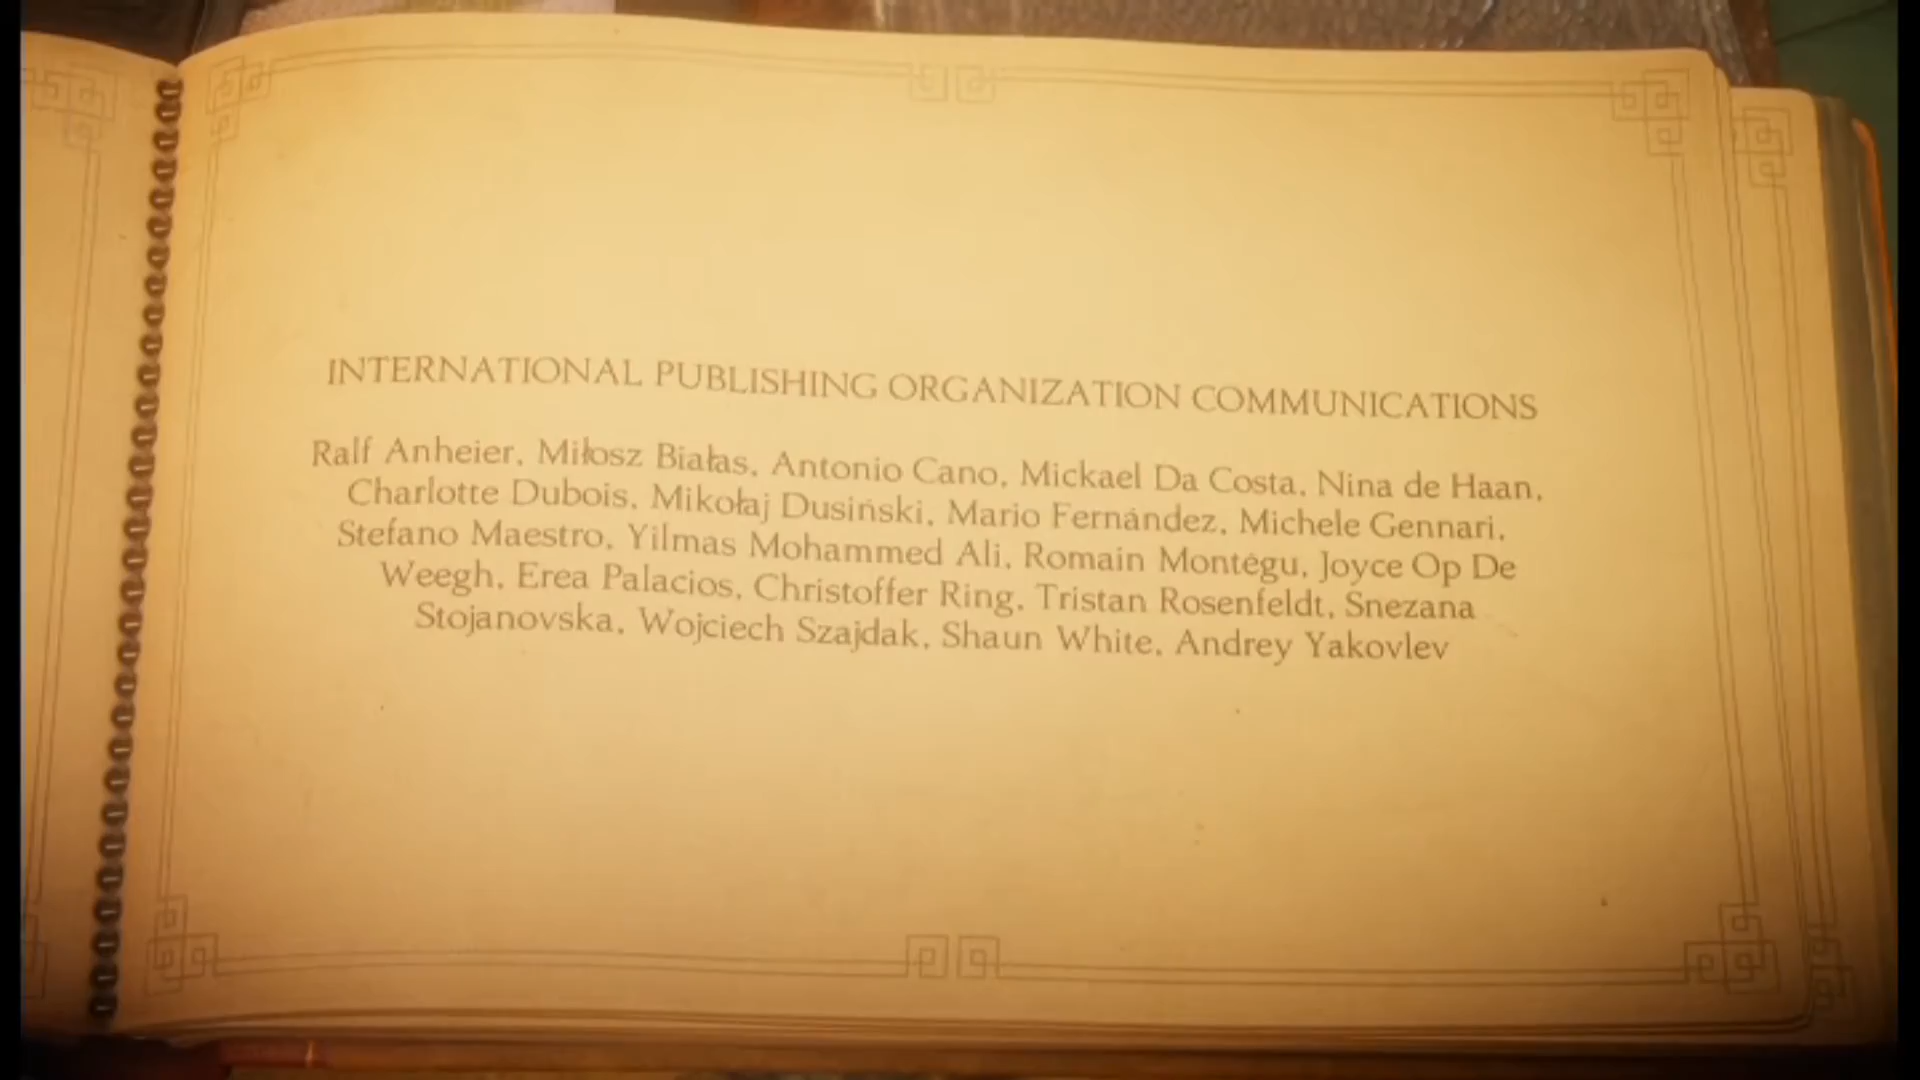 INTERNATIONAL PUBLISHING ORGANIZATION COMMUNICATIONS
Ralf Anheier, Miłosz Białas, Antonio Cano, Mickael Da Costa, Nina de Haan,
Charlotte Dubois, Mikołaj Dusiński, Mario Fernández, Michele Gennari,
Stefano Maestro, Yilmas Mohammed Ali, Romain Montégu, Joyce Op De
Weegh, Erea Palacios, Christoffer Ring, Tristan Rosenfeldt, Snezana
Stojanovska, Wojciech Szajdak, Shaun White, Andrey Yakovlev